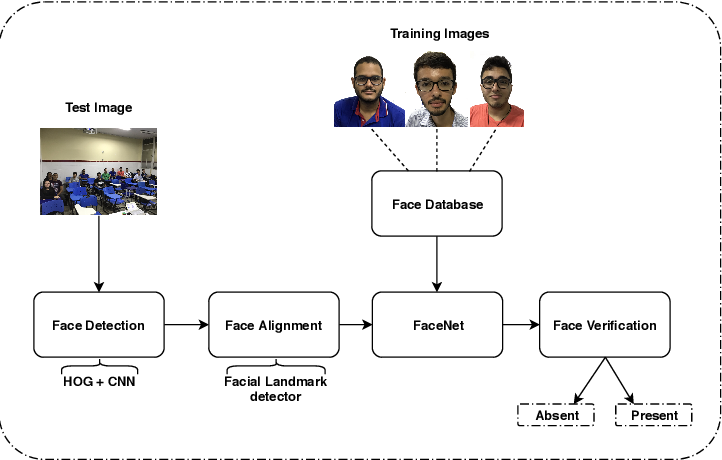 Training Images
Test Image
Face Database
Face Detection
Face Alignment
FaceNet
Face Verification
HOG + CNN
Facial Landmark
detector
Absent
Present